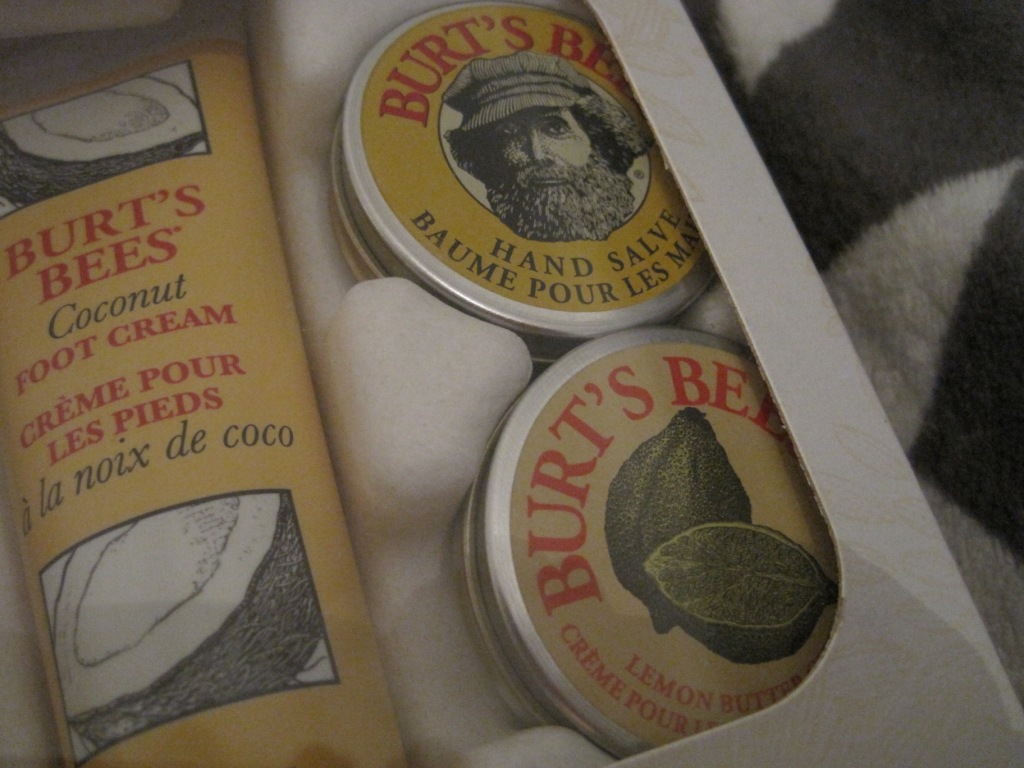 BURT'S
BEES
Coconut
FOOT CREAM
CRÈME POUR
LES PIEDS
à la noix de coco
BURT'S BE
HAND SALVE
BAUME POUR LES MA
BURT'S BEE
LEMON BUTTER
CRÈME POUR